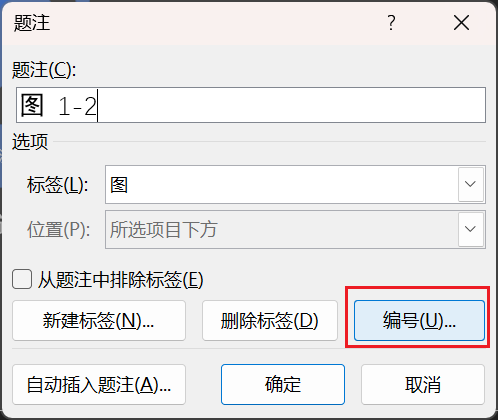 题注
?
题注(C):
图 1-2
选项
标签(L): 图
位置(P): 所选项目下方
从题注中排除标签(E)
新建标签(N)... 删除标签(D) 编号(U)...
自动插入题注(A)... 确定 取消